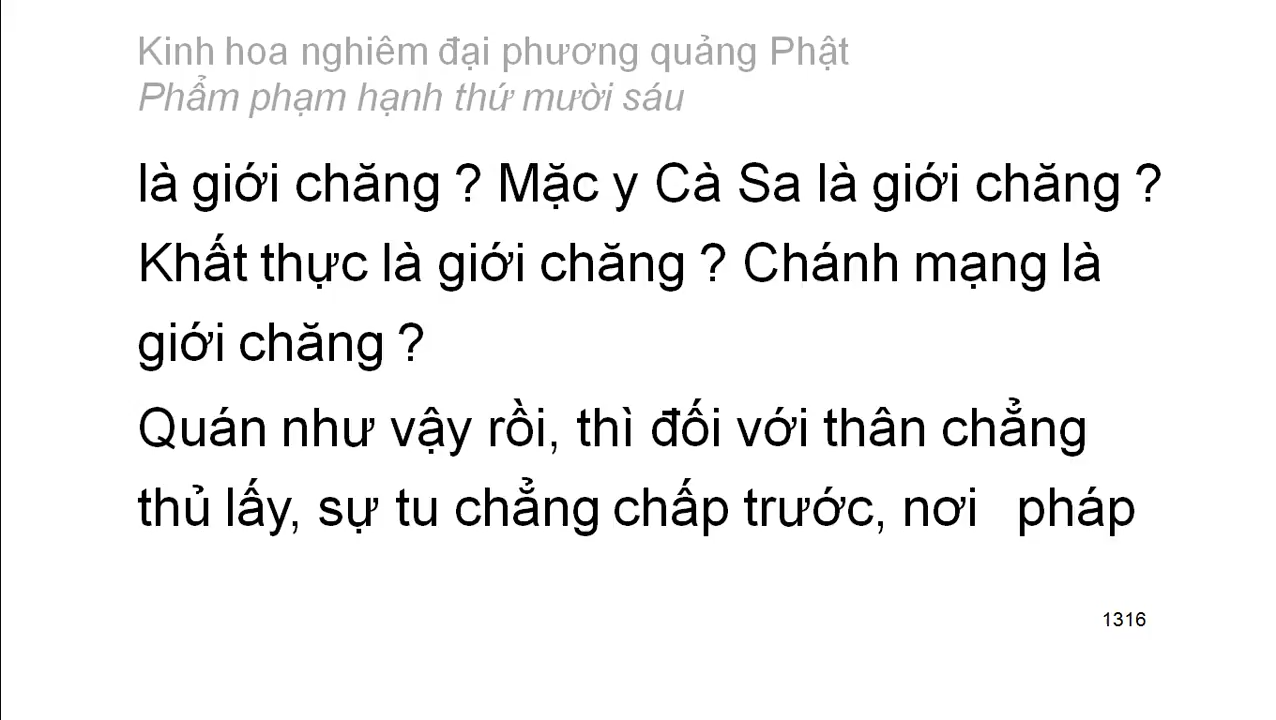 Kinh hoa nghiêm đại phương quảng Phật
Phẩm phạm hạnh thứ mười sáu
là giới chăng ? Mặc y Cà Sa là giới chăng ?
Khất thực là giới chăng ? Chánh mạng là
giới chăng ?
Quán như vậy rồi, thì đối với thân chẳng
thủ lấy, sự tu chẳng chấp trước, nơi pháp
1316